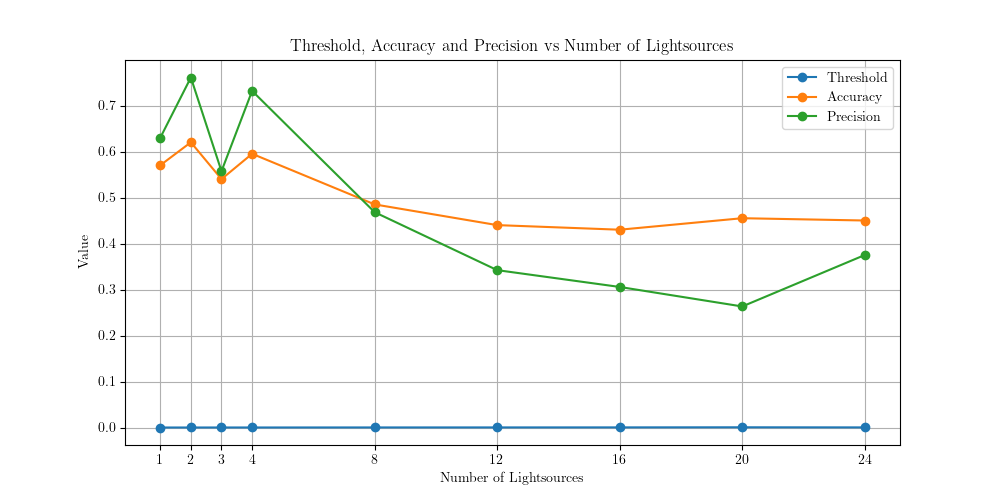 Threshold, Accuracy and Precision vs Number of Lightsources
Threshold
Accuracy
Precision
Value
0.7
0.6
0.5
0.4
0.3
0.2
0.1
0.0
1 2 3 4 8 12 16 20 24
Number of Lightsources